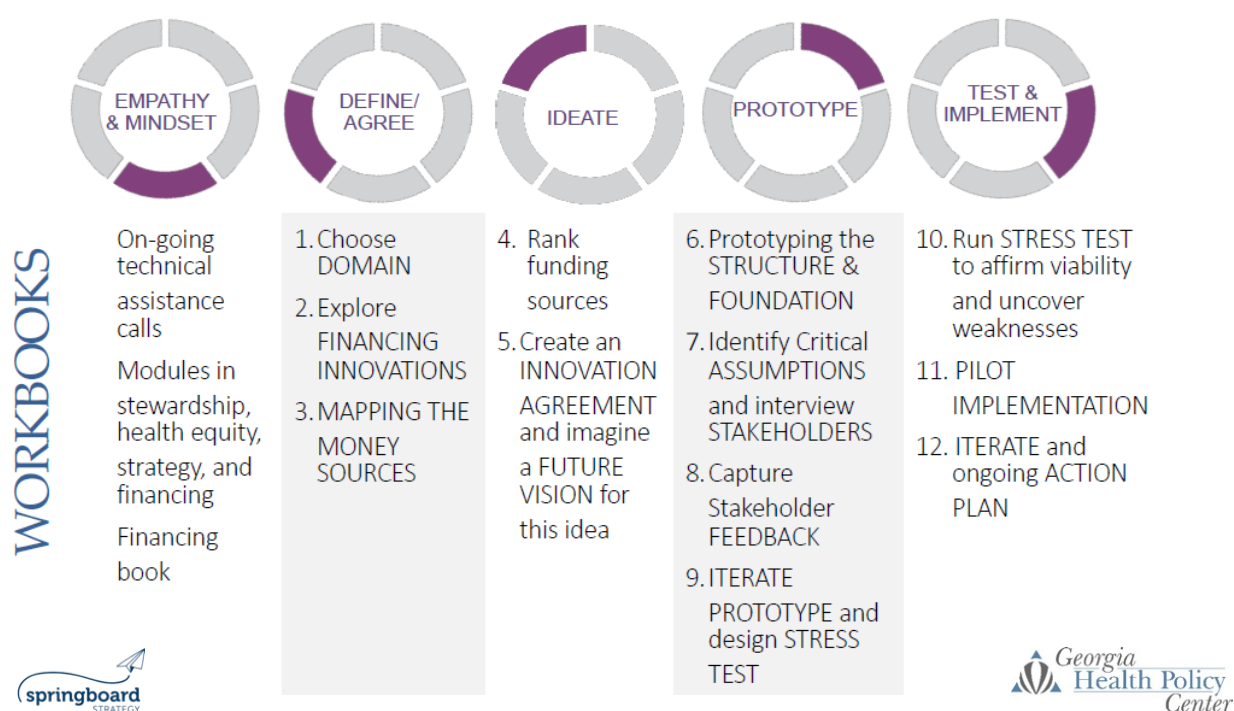 EMPATHY
& MINDSET
DEFINE/
AGREE
IDEATE
PROTOTYPE
TEST &
IMPLEMENT
WORKBOOKS
On-going
technical
assistance
calls
Modules in
stewardship,
health equity,
strategy, and
financing
Financing
book
1. Choose
DOMAIN
2. Explore
FINANCING
INNOVATIONS
3. MAPPING THE
MONEY
SOURCES
4. Rank
funding
sources
5. Create an
INNOVATION
AGREEMENT
and imagine
a FUTURE
VISION for
this idea
6. Prototyping the
STRUCTURE &
FOUNDATION
7. Identify Critical
ASSUMPTIONS
and interview
STAKEHOLDERS
8. Capture
Stakeholder
FEEDBACK
9. ITERATE
PROTOTYPE and
design STRESS
TEST
10. Run STRESS TEST
to affirm viability
and uncover
weaknesses
11. PILOT
IMPLEMENTATION
12. ITERATE and
ongoing ACTION
PLAN
springboard
STRATEGY
Georgia
Health Policy
Center